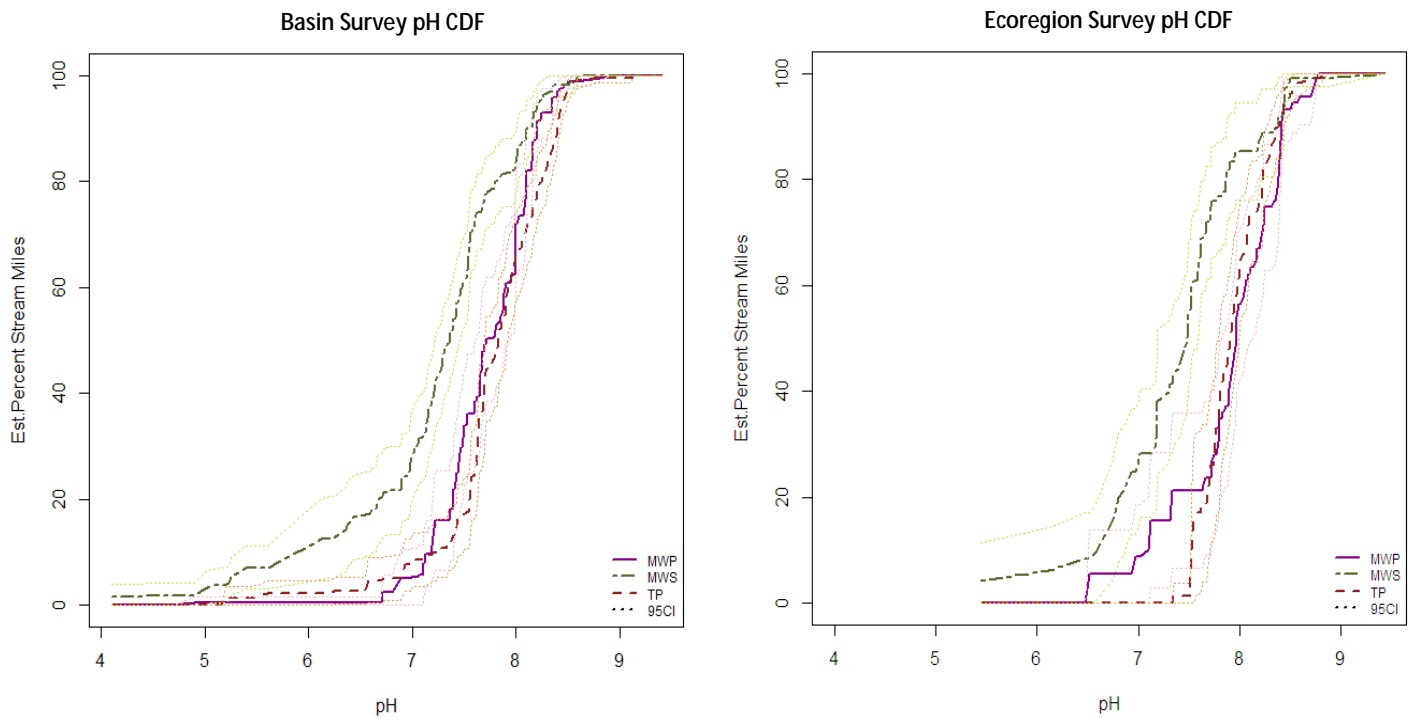 Basin Survey pH CDF
Est.Percent Stream Miles
100
80
60
40
20
0
4 5 6 7 8 9
pH
MWP
MWS
TP
95CI
Ecoregion Survey pH CDF
Est.Percent Stream Miles
100
80
60
40
20
0
4 5 6 7 8 9
pH
MWP
MWS
TP
95CI